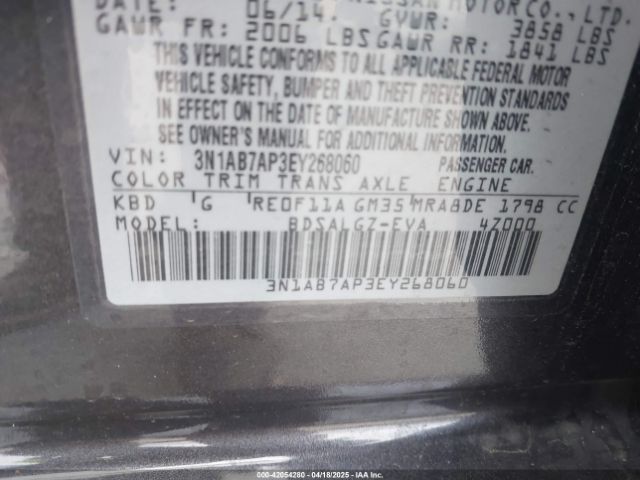 DATE: 06/14 NISSAN MOTOR CO., LTD.
GAWR FR: 2006 LBS GVWR: 3858 LBS
GAWR RR: 1841 LBS
THIS VEHICLE CONFORMS TO ALL APPLICABLE FEDERAL MOTOR
VEHICLE SAFETY, BUMPER AND THEFT PREVENTION STANDARDS
IN EFFECT ON THE DATE OF MANUFACTURE SHOWN ABOVE.
SEE OWNER'S MANUAL FOR ADDITIONAL INFORMATION.
VIN: 3N1AB7AP3EY268060 PASSENGER CAR.
COLOR TRIM TRANS AXLE ENGINE
KBD G RE0F11A GM35 MRA8DE 1798 CC
MODEL: BDSALGZ-EVA 4Z000
3N1AB7AP3EY268060
000-42054280 04/18/2025 IAA